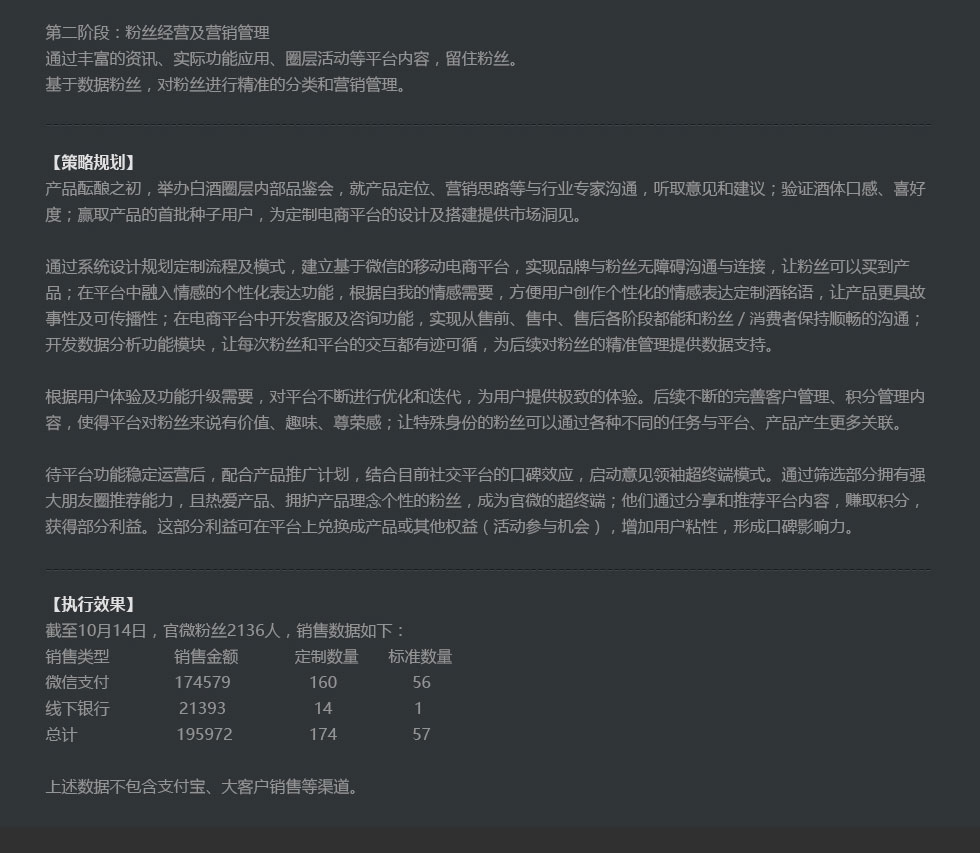 第二阶段：粉丝经营及营销管理
通过丰富的资讯、实际功能应用、圈层活动等平台内容，留住粉丝。
基于数据粉丝，对粉丝进行精准的分类和营销管理。
【策略规划】
产品酝酿之初，举办白酒圈层内部品鉴会，就产品定位、营销思路等与行业专家沟通，听取意见和建议；验证酒体口感、喜好
度；赢取产品的首批种子用户，为定制电商平台的设计及搭建提供市场洞见。
通过系统设计规划定制流程及模式，建立基于微信的移动电商平台，实现品牌与粉丝无障碍沟通与连接，让粉丝可以买到产
品；在平台中融入情感的个性化表达功能，根据自我的情感需要，方便用户创作个性化的情感表达定制酒铭语，让产品更具故
事性及可传播性；在电商平台中开发客服及咨询功能，实现从售前、售中、售后各阶段都能和粉丝 / 消费者保持顺畅的沟通；
开发数据分析功能模块，让每次粉丝和平台的交互都有迹可循，为后续对粉丝的精准管理提供数据支持。
根据用户体验及功能升级需要，对平台不断进行优化和迭代，为用户提供极致的体验。后续不断的完善客户管理、积分管理内
容，使得平台对粉丝来说有价值、趣味、尊荣感；让特殊身份的粉丝可以通过各种不同的任务与平台、产品产生更多关联。
待平台功能稳定运营后，配合产品推广计划，结合目前社交平台的口碑效应，启动意见领袖超终端模式。通过筛选部分拥有强
大朋友圈推荐能力，且热爱产品、拥护产品理念个性的粉丝，成为官微的超终端；他们通过分享和推荐平台内容，赚取积分，
获得部分利益。这部分利益可在平台上兑换成产品或其他权益（活动参与机会），增加用户粘性，形成口碑影响力。
【执行效果】
截至10月14日，官微粉丝2136人，销售数据如下：
销售类型 销售金额 定制数量 标准数量
微信支付 174579 160 56
线下银行 21393 14 1
总计 195972 174 57
上述数据不包含支付宝、大客户销售等渠道。